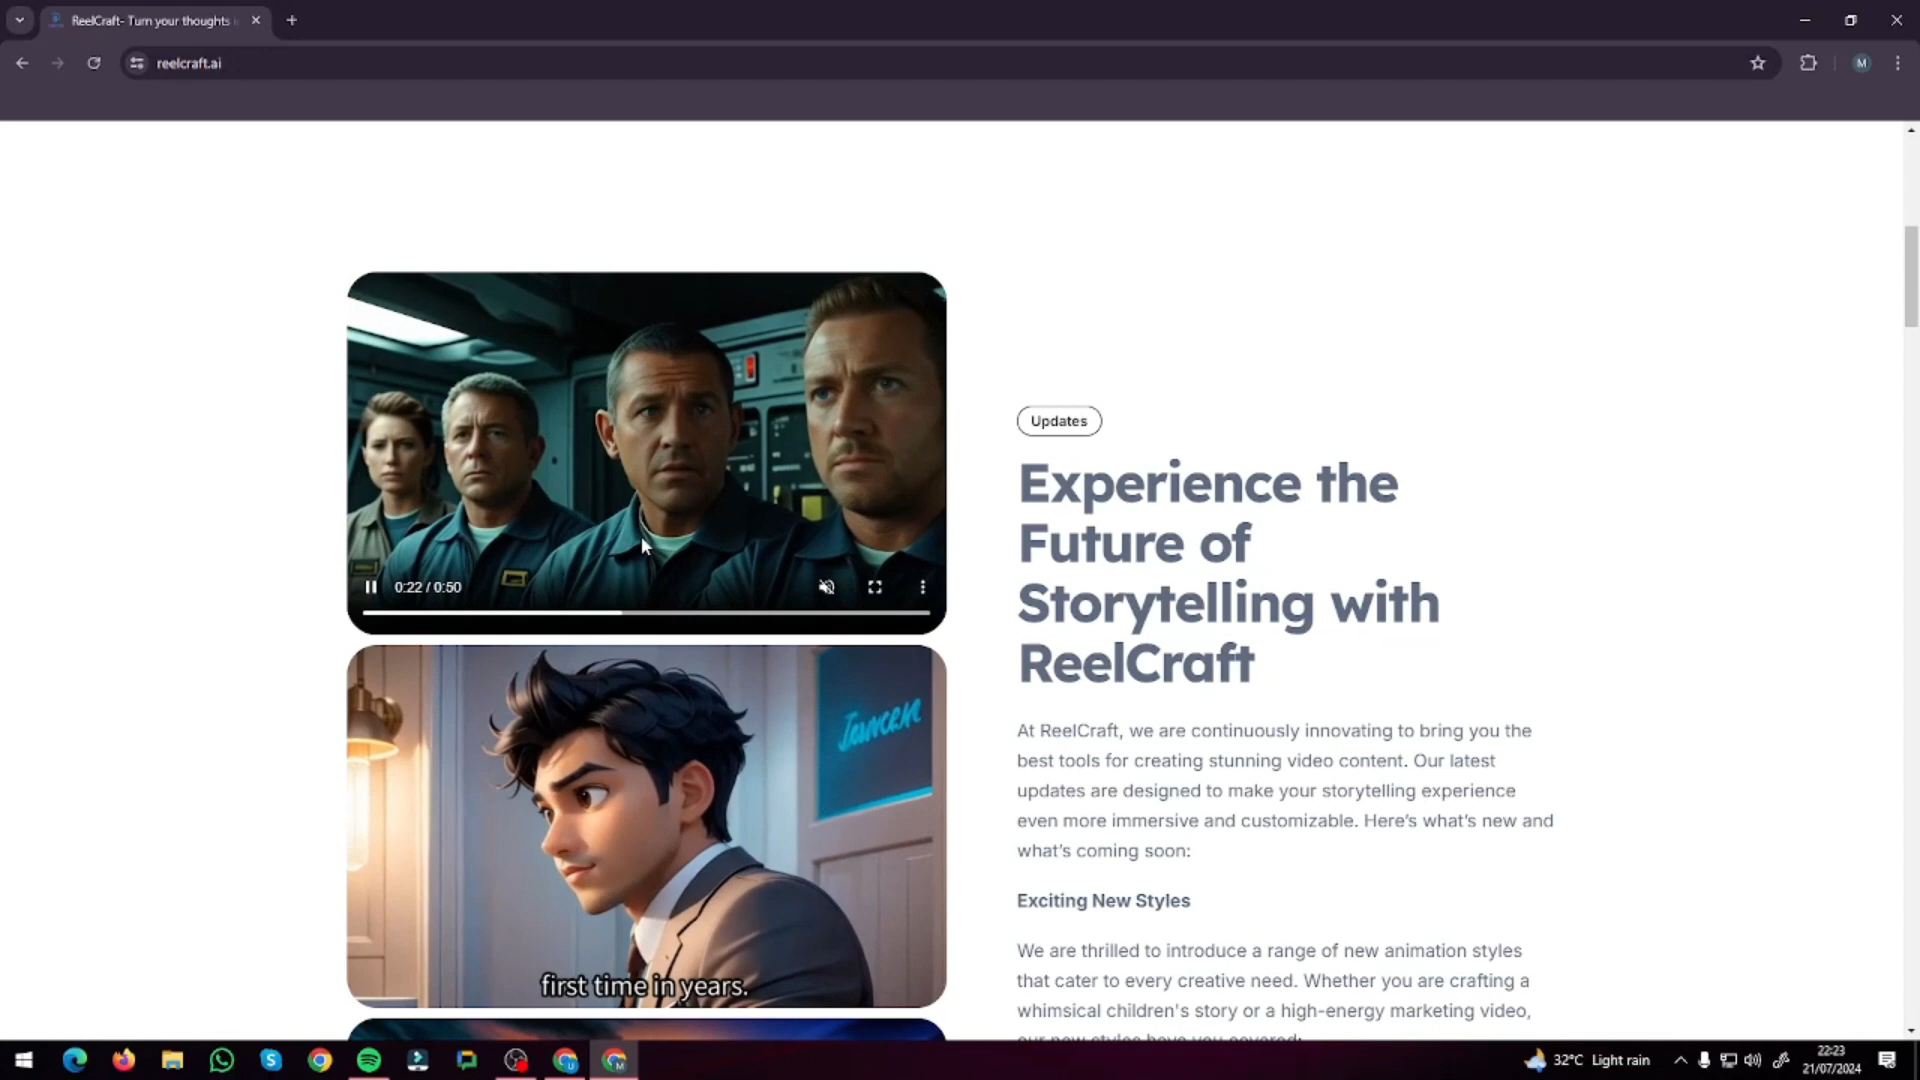 ReelCraft- Turn your thoughts
reelcraft.ai
M
0:22 / 0:50
first time in years.
Updates
Experience the
Future of
Storytelling with
ReelCraft
At ReelCraft, we are continuously innovating to bring you the
best tools for creating stunning video content. Our latest
updates are designed to make your storytelling experience
even more immersive and customizable. Here's what's new and
what's coming soon:
Exciting New Styles
We are thrilled to introduce a range of new animation styles
that cater to every creative need. Whether you are crafting a
whimsical children's story or a high-energy marketing video,
our new styles have you covered:
32°C Light rain
22:23
21/07/2024